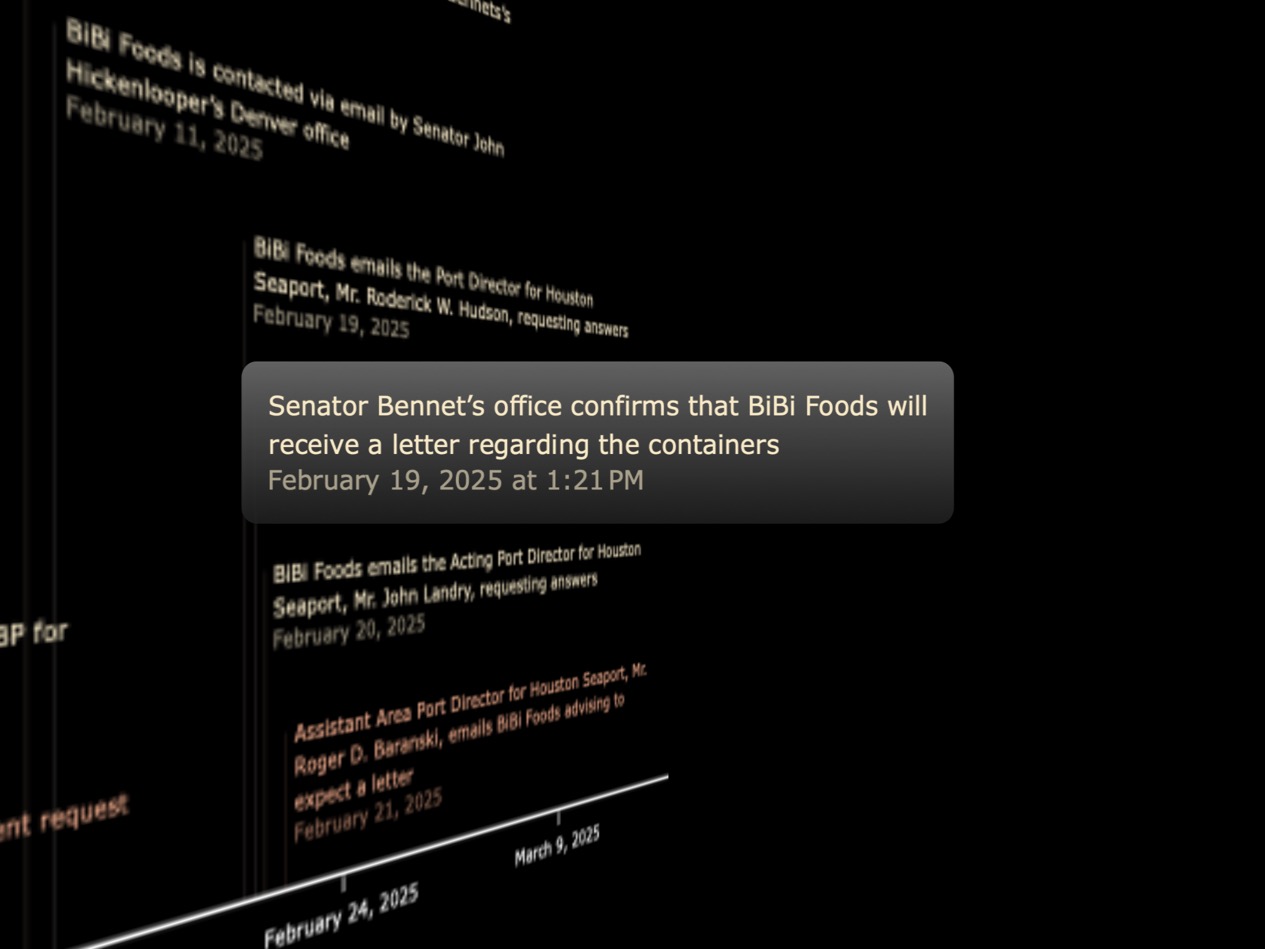 BiBi Foods is contacted via email by Senator John
Hickenlooper's Denver office
February 11, 2025
BiBi Foods emails the Port Director for Houston
Seaport, Mr. Roderick W. Hudson, requesting answers
February 19, 2025
Senator Bennet’s office confirms that BiBi Foods will
receive a letter regarding the containers
February 19, 2025 at 1:21 PM
BiBi Foods emails the Acting Port Director for Houston
Seaport, Mr. John Landry, requesting answers
February 20, 2025
for
Assistant Area Port Director for Houston Seaport, Mr.
Roger D. Baranski, emails BiBi Foods advising to
expect a letter
February 21, 2025
request
February 24, 2025
March 9, 2025